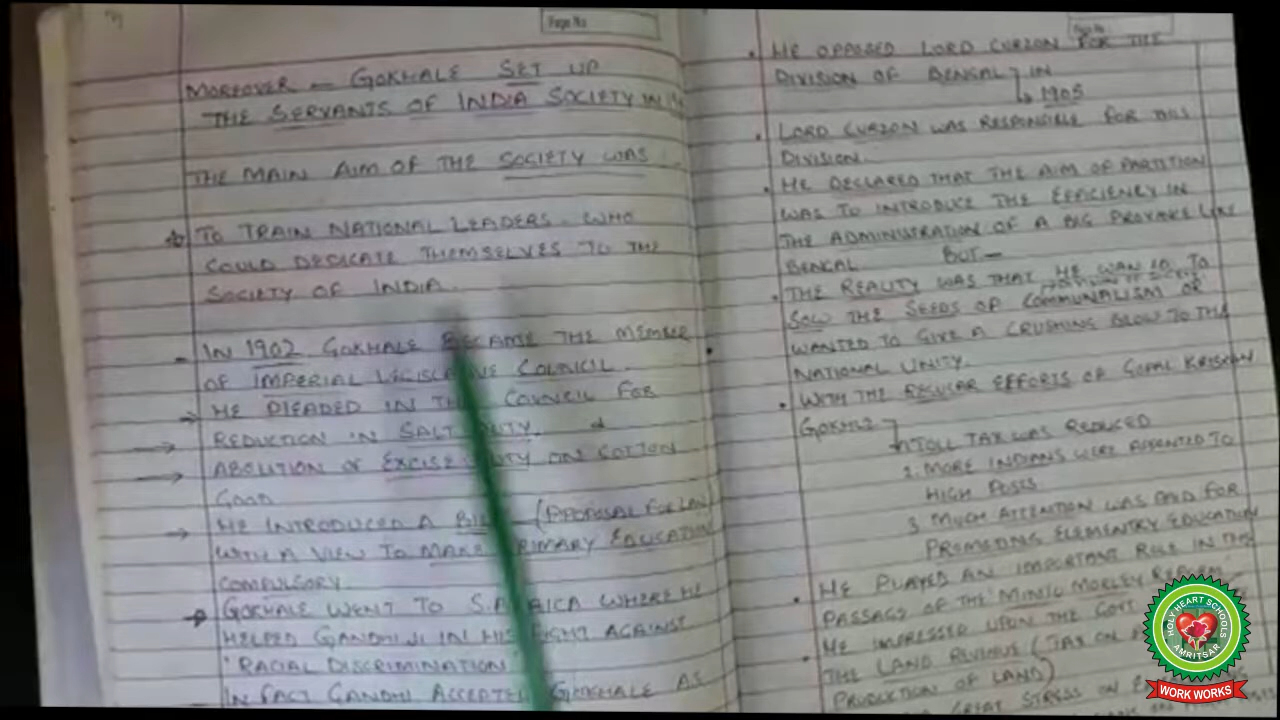 Page No
MOREOVER - GOKHALE SET UP
THE SERVANTS OF INDIA SOCIETY IN
THE MAIN AIM OF THE SOCIETY WAS
TO TRAIN NATIONAL LEADERS. WHO
COULD DEDICATE THEMSELVES TO THE
SOCIETY OF INDIA.
IN 1902 GOKHALE BECAME THE MEMBER
OF IMPERIAL LEGISLATIVE COUNCIL.
HE PLEADED IN THE COUNCIL FOR
REDUCTION IN SALT DUTY. &
ABOLITION OF EXCISE DUTY ON COTTON
GOOD
HE INTRODUCED A BILL (PROPOSAL FOR LAW
WITH A VIEW TO MAKE PRIMARY EDUCATION
COMPULSORY
GOKHALE WENT TO S.AFRICA WHERE HE
HELPED GANDHIJI IN HIS FIGHT AGAINST
"RACIAL DISCRIMINATION"
IN FACT GANDHI ACCEPTED GOKHALE AS
HE OPPOSED LORD CURZON FOR THE
DIVISION OF BENGAL IN
1905
LORD CURZON WAS RESPONSIBLE FOR THIS
DIVISION.
HE DECLARED THAT THE AIM OF PARTITION
WAS TO INTRODUCE THE EFFICIENCY IN
THE ADMINISTRATION OF A BIG PROVINCE LIKE
BENGAL BUT-
THE REALITY WAS THAT HE WANTED TO
SOW THE SEEDS OF COMMUNALISM OR
WANTED TO GIVE A CRUSHING BLOW TO THE
NATIONAL UNITY.
WITH THE REGULAR EFFORTS OF GOPAL KRISHAN
GOKHLE
1. TOLL TAX WAS REDUCED
2. MORE INDIANS WERE APPOINTED TO
HIGH POSTS
3. MUCH ATTENTION WAS PAID FOR
PROMOTING ELEMENTRY EDUCATION
HE PLAYED AN IMPORTANT ROLE IN THE
PASSAGE OF THE MINTO MORLEY REFORM
HE IMPRESSED UPON THE GOVT
THE LAND REVENUE (TAX ON
PRODUCTION OF LAND)
GREAT STRESS ON
HOLY HEART SCHOOLS
AMRITSAR
WORK WORKS